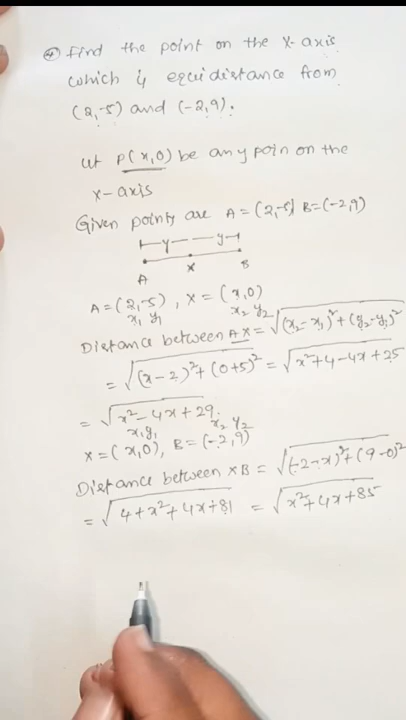 ④ Find the point on the x-axis
which is equidistance from
(2,-5) and (-2,9).
let P(x,0) be any poin on the
x-axis
Given points are A=(2,-5) B=(-2,9)
y y
A x B
A=(2,-5), x=(x,0)
x₁ y₁ x₂ y₂
Distance between Ax = √(x₂-x₁)²+(y₂-y₁)²
= √(x-2)²+(0+5)² = √x²+4-4x+25
= √x²-4x+29.
x₁ y₁ x₂ y₂
x=(x,0), B=(-2,9)
Distance between xB = √(-2-x)²+(9-0)²
= √4+x²+4x+81 = √x²+4x+85